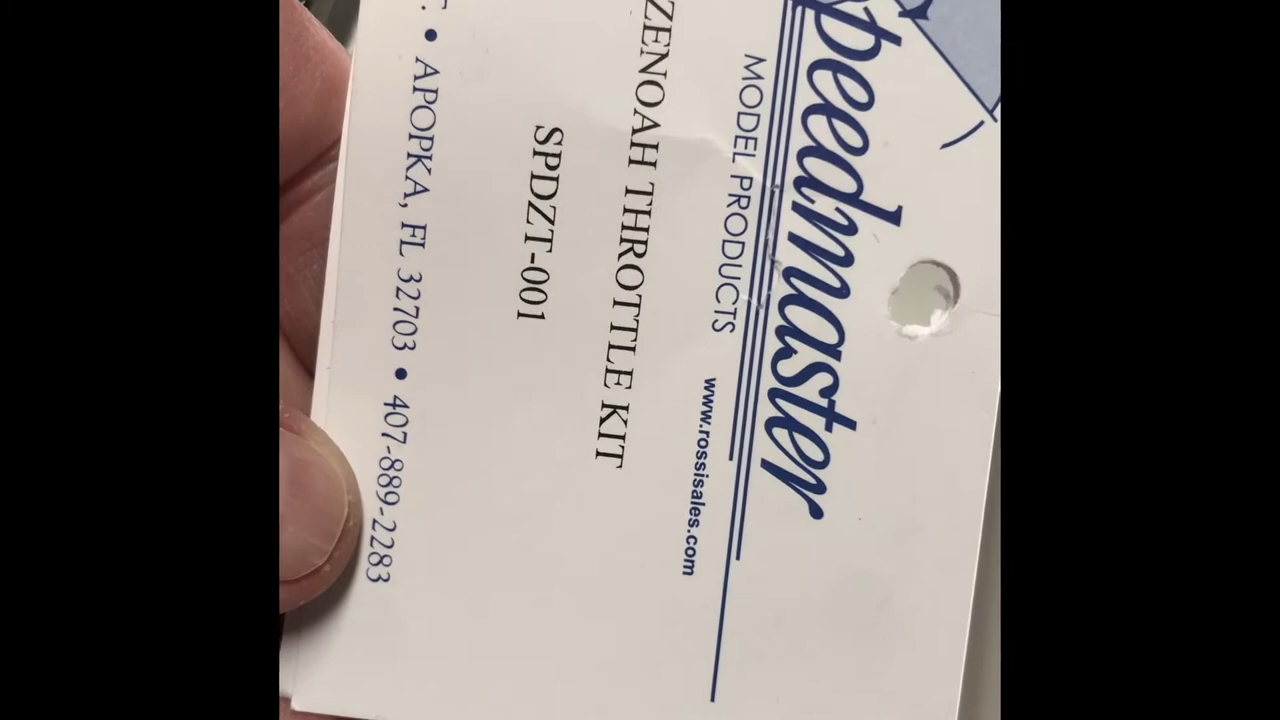 Speedmaster
MODEL PRODUCTS www.rossisales.com
ZENOAH THROTTLE KIT
SPDZT-001
• APOPKA, FL 32703 • 407-889-2283